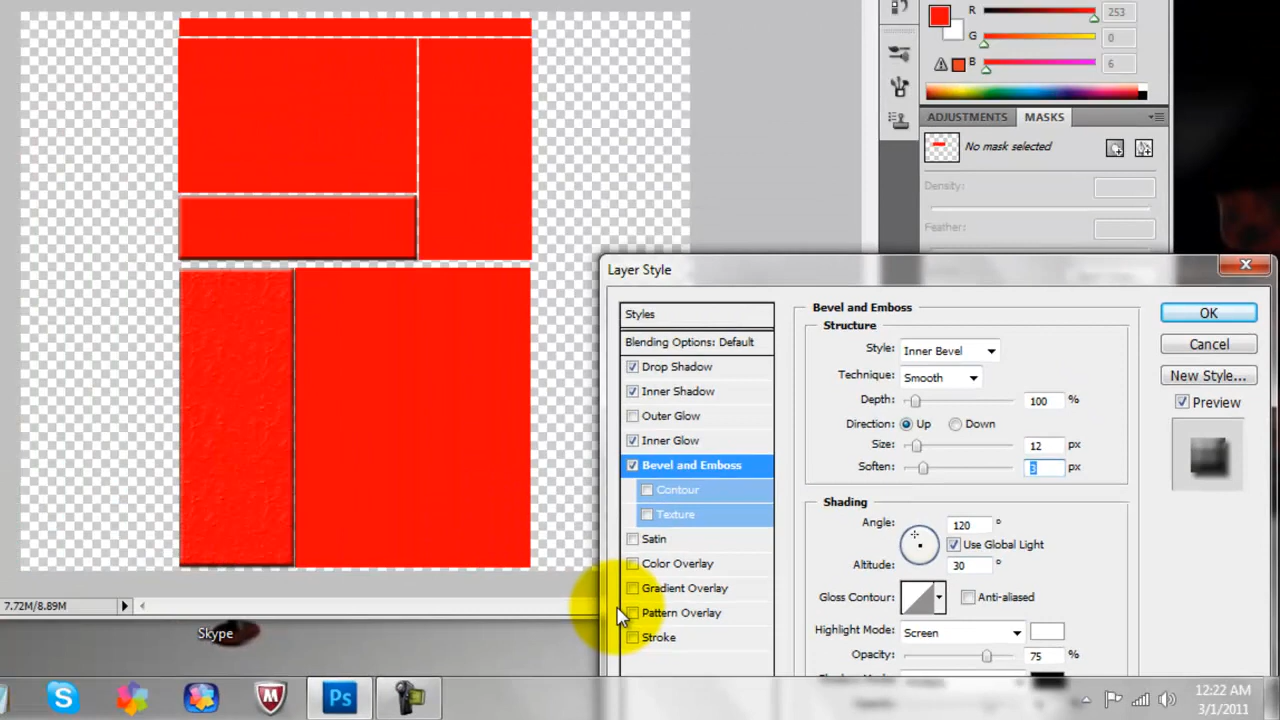 R 253
G 0
B 6
ADJUSTMENTS MASKS
No mask selected
Density:
Feather:
Layer Style
Styles
Blending Options: Default
Drop Shadow
Inner Shadow
Outer Glow
Inner Glow
Bevel and Emboss
Contour
Texture
Satin
Color Overlay
Gradient Overlay
Pattern Overlay
Stroke
Bevel and Emboss
Structure
Style: Inner Bevel
Technique: Smooth
Depth: 100 %
Direction: Up Down
Size: 12 px
Soften: 3 px
Shading
Angle: 120 °
Use Global Light
Altitude: 30 °
Gloss Contour: Anti-aliased
Highlight Mode: Screen
Opacity: 75 %
OK
Cancel
New Style...
Preview
7.72M/8.89M
Skype
S
M
Ps
12:22 AM
3/1/2011